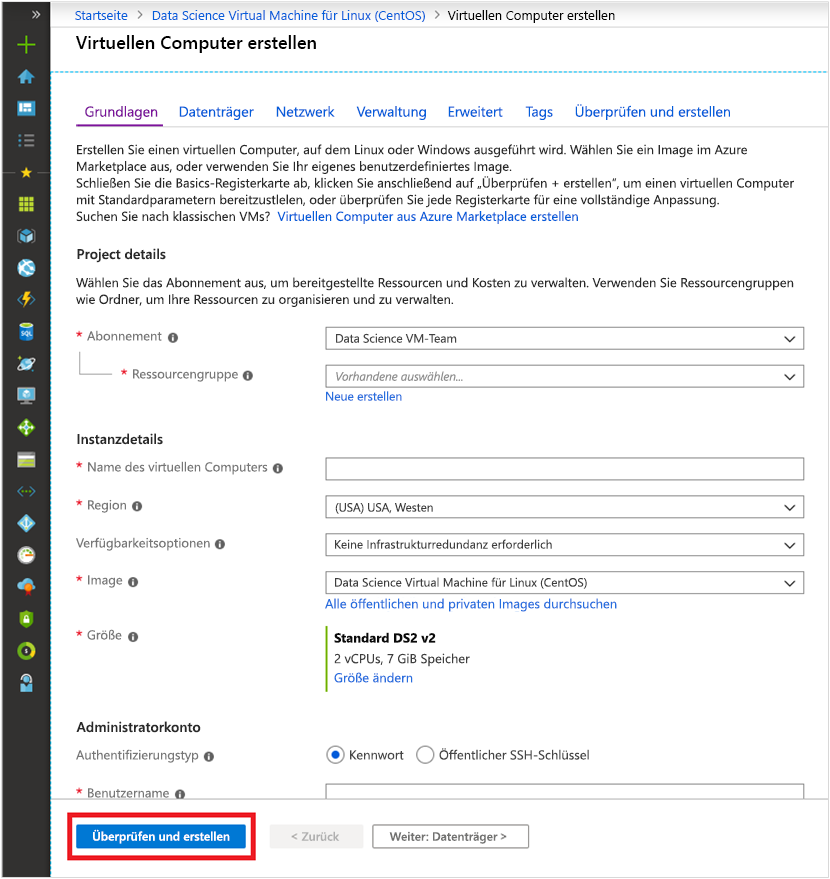 »
Startseite > Data Science Virtual Machine für Linux (CentOS) > Virtuellen Computer erstellen
Virtuellen Computer erstellen
Grundlagen Datenträger Netzwerk Verwaltung Erweitert Tags Überprüfen und erstellen
Erstellen Sie einen virtuellen Computer, auf dem Linux oder Windows ausgeführt wird. Wählen Sie ein Image im Azure
Marketplace aus, oder verwenden Sie Ihr eigenes benutzerdefiniertes Image.
Schließen Sie die Basics-Registerkarte ab, klicken Sie anschließend auf „Überprüfen + erstellen“, um einen virtuellen Computer
mit Standardparametern bereitzustlelen, oder überprüfen Sie jede Registerkarte für eine vollständige Anpassung.
Suchen Sie nach klassischen VMs? Virtuellen Computer aus Azure Marketplace erstellen
Project details
Wählen Sie das Abonnement aus, um bereitgestellte Ressourcen und Kosten zu verwalten. Verwenden Sie Ressourcengruppen
wie Ordner, um Ihre Ressourcen zu organisieren und zu verwalten.
* Abonnement Data Science VM-Team
* Ressourcengruppe Vorhandene auswählen...
Neue erstellen
Instanzdetails
* Name des virtuellen Computers
* Region (USA) USA, Westen
Verfügbarkeitsoptionen Keine Infrastrukturredundanz erforderlich
* Image Data Science Virtual Machine für Linux (CentOS)
Alle öffentlichen und privaten Images durchsuchen
* Größe Standard DS2 v2
2 vCPUs, 7 GiB Speicher
Größe ändern
Administratorkonto
Authentifizierungstyp Kennwort Öffentlicher SSH-Schlüssel
* Benutzername
Überprüfen und erstellen < Zurück Weiter: Datenträger >
SQL